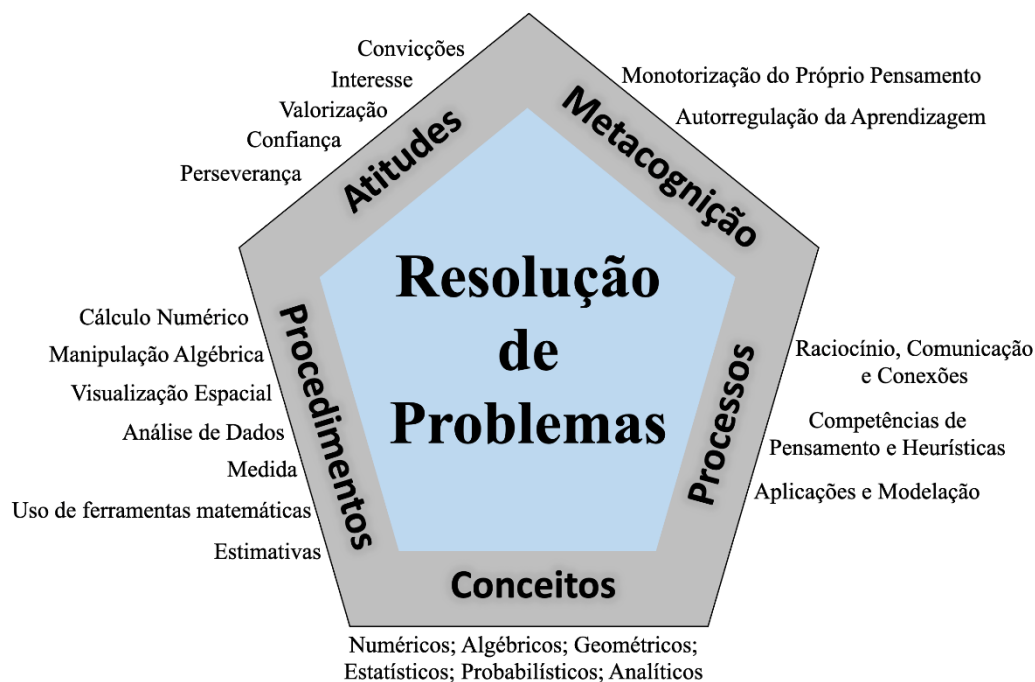 Convicções
Interesse
Valorização
Confiança
Perseverança
Atitudes
Monotorização do Próprio Pensamento
Autorregulação da Aprendizagem
Metacognição
Resolução
de
Problemas
Cálculo Numérico
Manipulação Algébrica
Visualização Espacial
Análise de Dados
Medida
Uso de ferramentas matemáticas
Estimativas
Procedimentos
Raciocínio, Comunicação
e Conexões
Competências de
Pensamento e Heurísticas
Aplicações e Modelação
Processos
Conceitos
Numéricos; Algébricos; Geométricos;
Estatísticos; Probabilísticos; Analíticos